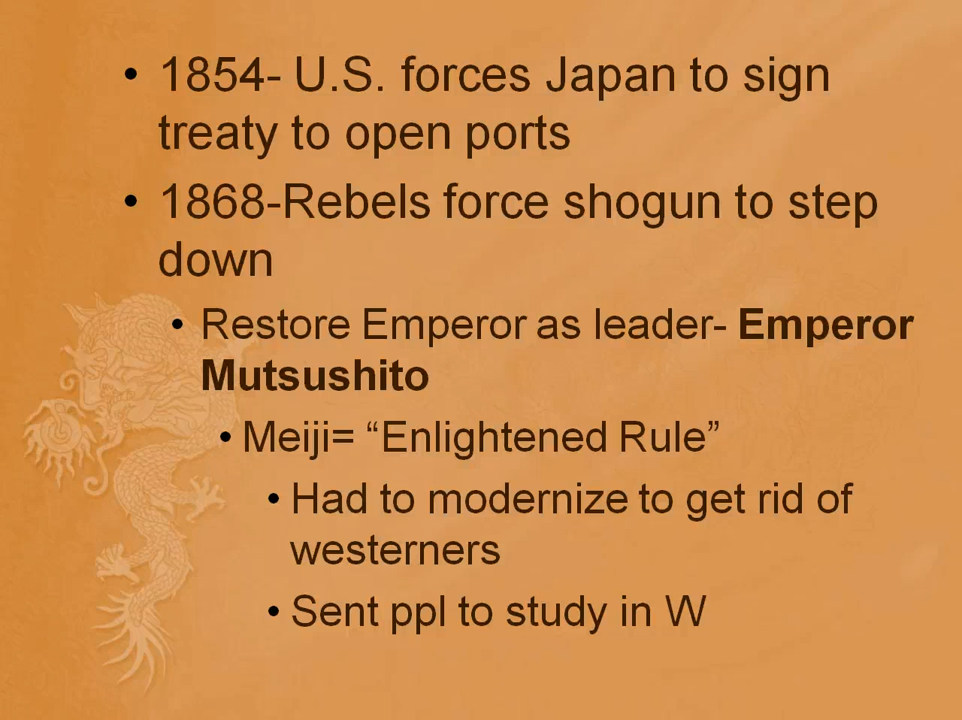 • 1854- U.S. forces Japan to sign
treaty to open ports
• 1868-Rebels force shogun to step
down
• Restore Emperor as leader- Emperor
Mutsushito
• Meiji= “Enlightened Rule”
• Had to modernize to get rid of
westerners
• Sent ppl to study in W